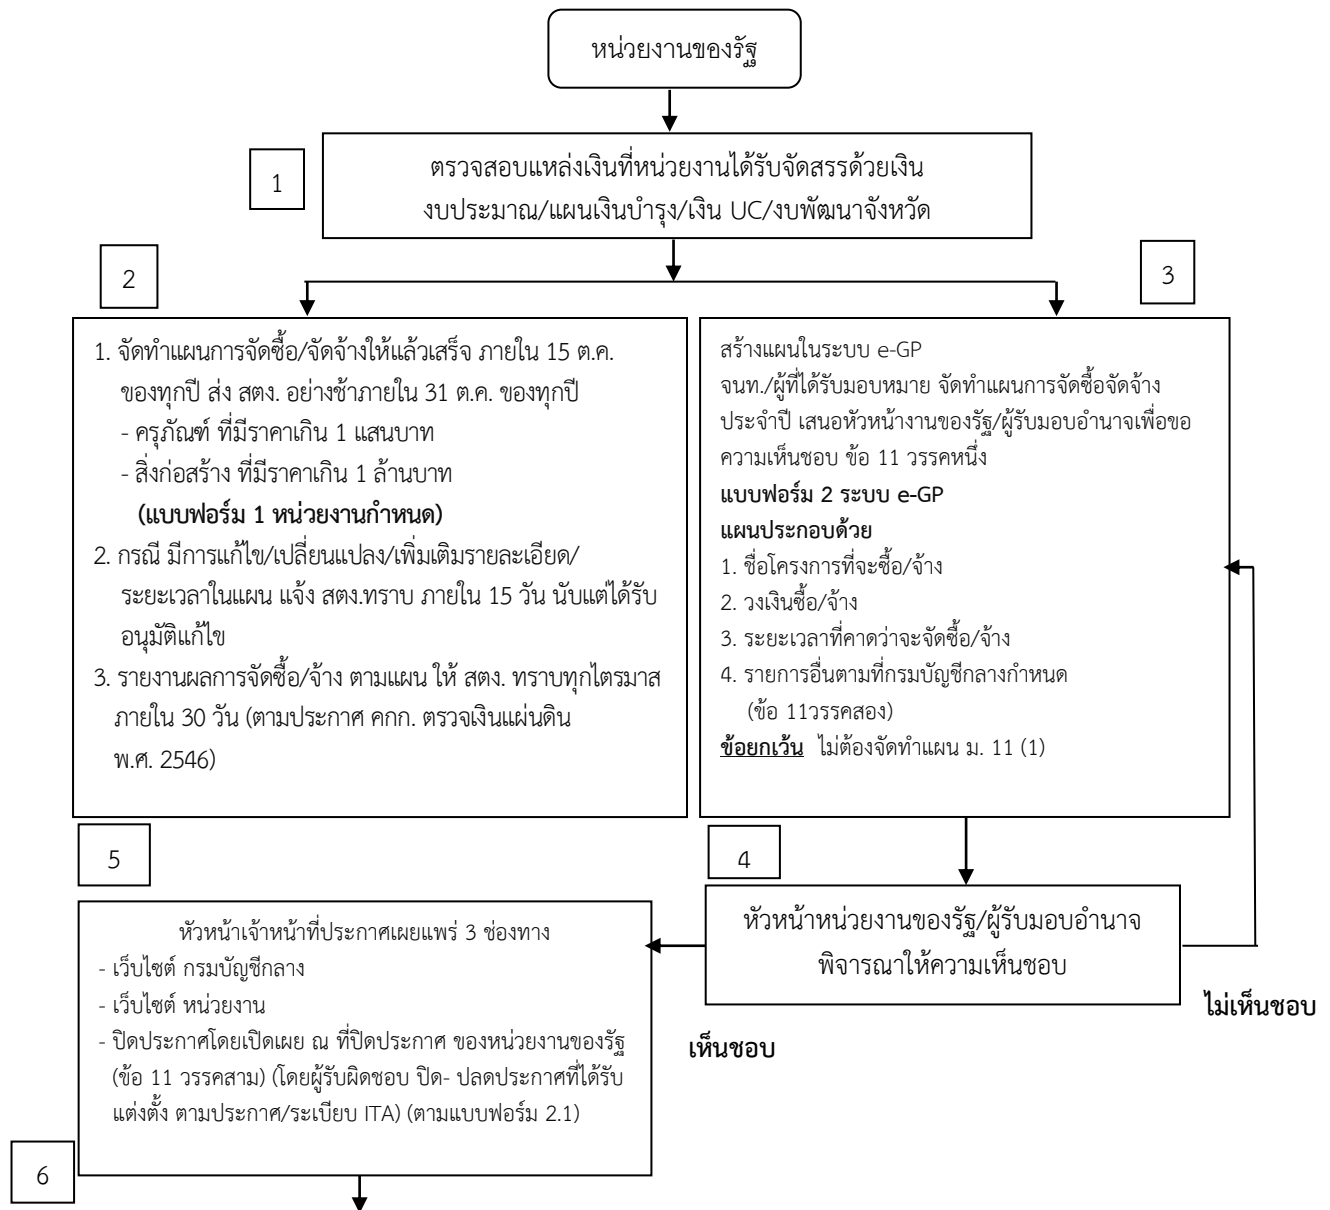 หน่วยงานของรัฐ
1
ตรวจสอบแหล่งเงินที่หน่วยงานได้รับจัดสรรด้วยเงิน
งบประมาณ/แผนเงินบำรุง/เงิน UC/งบพัฒนาจังหวัด
2
1. จัดทำแผนการจัดซื้อ/จัดจ้างให้แล้วเสร็จ ภายใน 15 ต.ค.
ของทุกปี ส่ง สตง. อย่างช้าภายใน 31 ต.ค. ของทุกปี
- ครุภัณฑ์ ที่มีราคาเกิน 1 แสนบาท
- สิ่งก่อสร้าง ที่มีราคาเกิน 1 ล้านบาท
(แบบฟอร์ม 1 หน่วยงานกำหนด)
2. กรณี มีการแก้ไข/เปลี่ยนแปลง/เพิ่มเติมรายละเอียด/
ระยะเวลาในแผน แจ้ง สตง.ทราบ ภายใน 15 วัน นับแต่ได้รับ
อนุมัติแก้ไข
3. รายงานผลการจัดซื้อ/จ้าง ตามแผน ให้ สตง. ทราบทุกไตรมาส
ภายใน 30 วัน (ตามประกาศ คกก. ตรวจเงินแผ่นดิน
พ.ศ. 2546)
3
สร้างแผนในระบบ e-GP
จนท./ผู้ที่ได้รับมอบหมาย จัดทำแผนการจัดซื้อจัดจ้าง
ประจำปี เสนอหัวหน้างานของรัฐ/ผู้รับมอบอำนาจเพื่อขอ
ความเห็นชอบ ข้อ 11 วรรคหนึ่ง
แบบฟอร์ม 2 ระบบ e-GP
แผนประกอบด้วย
1. ชื่อโครงการที่จะซื้อ/จ้าง
2. วงเงินซื้อ/จ้าง
3. ระยะเวลาที่คาดว่าจะจัดซื้อ/จ้าง
4. รายการอื่นตามที่กรมบัญชีกลางกำหนด
(ข้อ 11วรรคสอง)
ข้อยกเว้น ไม่ต้องจัดทำแผน ม. 11 (1)
4
หัวหน้าหน่วยงานของรัฐ/ผู้รับมอบอำนาจ
พิจารณาให้ความเห็นชอบ
ไม่เห็นชอบ
เห็นชอบ
5
หัวหน้าเจ้าหน้าที่ประกาศเผยแพร่ 3 ช่องทาง
- เว็บไซต์ กรมบัญชีกลาง
- เว็บไซต์ หน่วยงาน
- ปิดประกาศโดยเปิดเผย ณ ที่ปิดประกาศ ของหน่วยงานของรัฐ
(ข้อ 11 วรรคสาม) (โดยผู้รับผิดชอบ ปิด- ปลดประกาศที่ได้รับ
แต่งตั้ง ตามประกาศ/ระเบียบ ITA) (ตามแบบฟอร์ม 2.1)
6